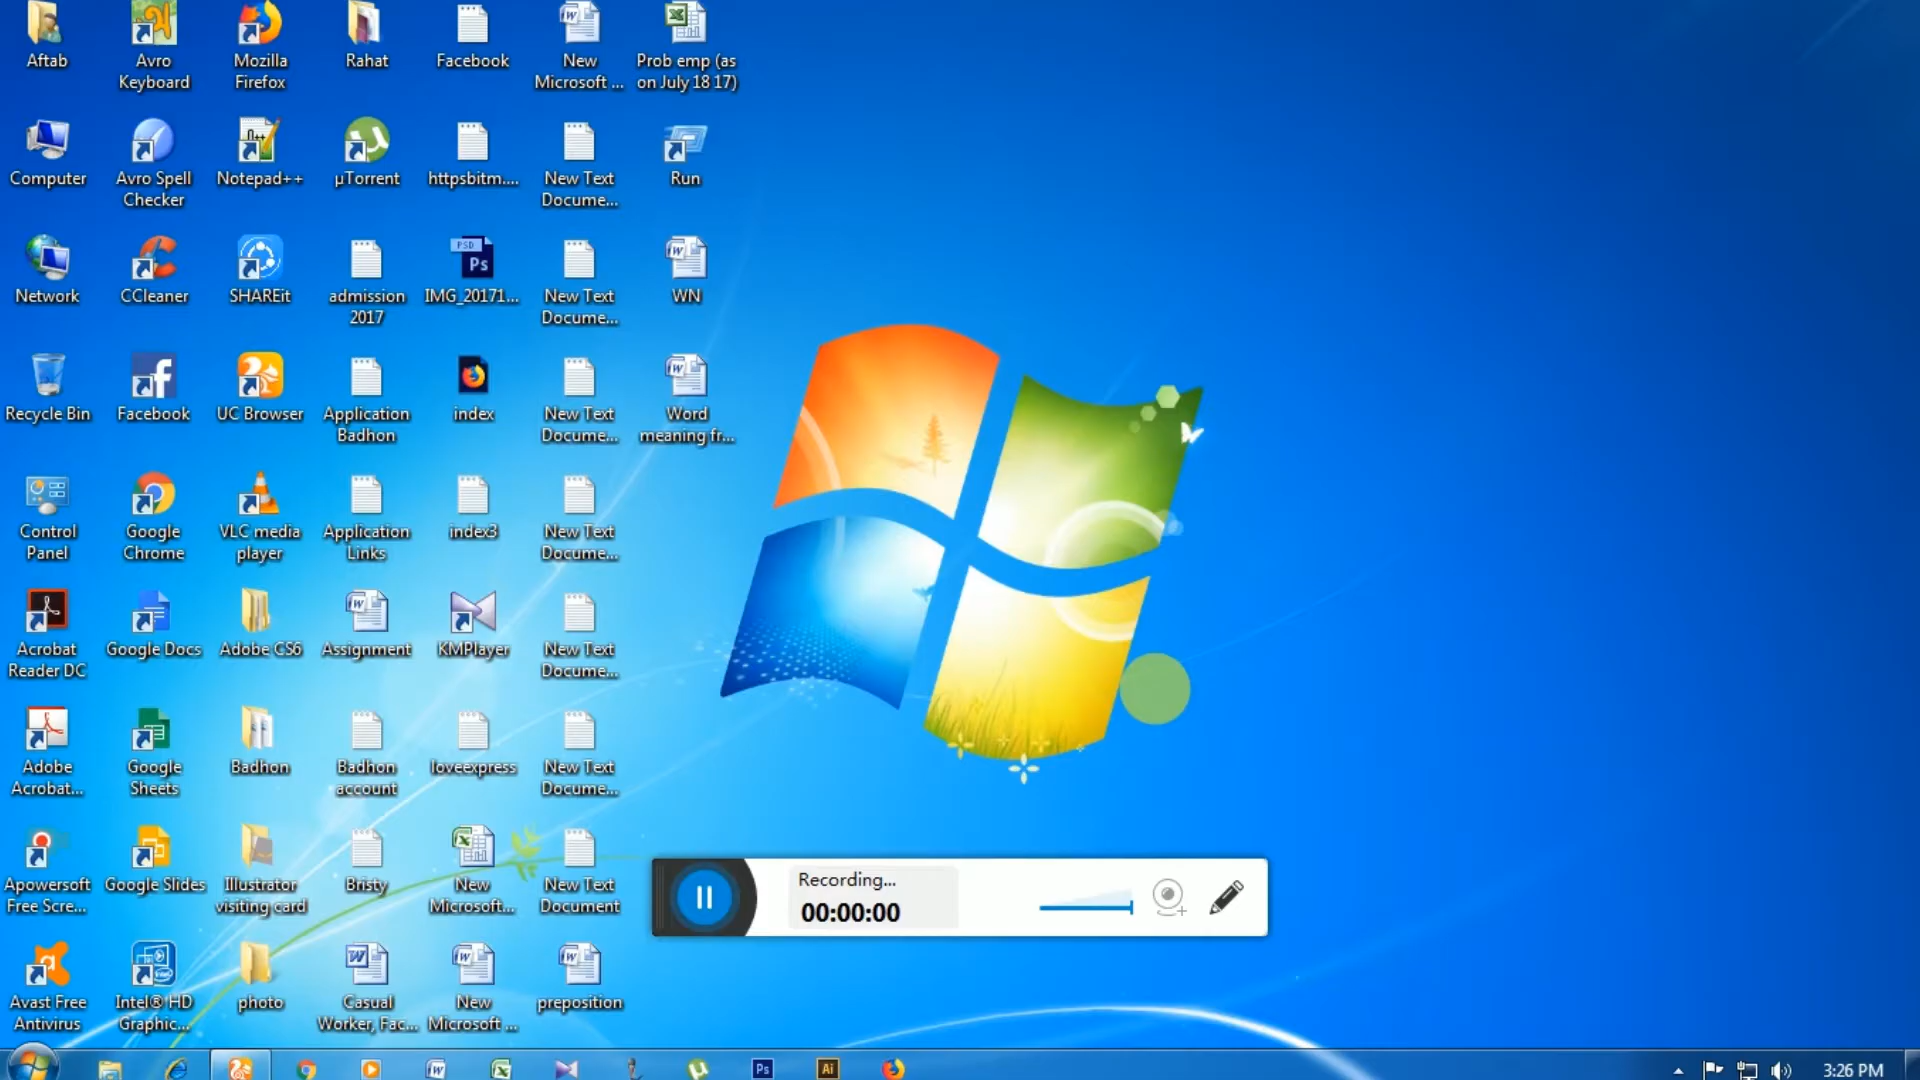 Aftab
Avro
Keyboard
Mozilla
Firefox
Rahat
Facebook
New
Microsoft ...
Prob emp (as
on July 18 17)
Computer
Avro Spell
Checker
Notepad++
µTorrent
httpsbitm....
New Text
Docume...
Run
Network
CCleaner
SHAREit
admission
2017
PSD
Ps
IMG_20171...
New Text
Docume...
WN
Recycle Bin
Facebook
UC Browser
Application
Badhon
index
New Text
Docume...
Word
meaning fr...
Control
Panel
Google
Chrome
VLC media
player
Application
Links
index3
New Text
Docume...
Acrobat
Reader DC
Google Docs
Adobe CS6
Assignment
KMPlayer
New Text
Docume...
Adobe
Acrobat...
Google
Sheets
Badhon
Badhon
account
loveexpress
New Text
Docume...
Apowersoft
Free Scre...
Google Slides
Illustrator
visiting card
Bristy
New
Microsoft...
New Text
Document
Recording...
00:00:00
Avast Free
Antivirus
Intel® HD
Graphic...
photo
Casual
Worker, Fac...
New
Microsoft ...
preposition
Ps
Ai
3:26 PM